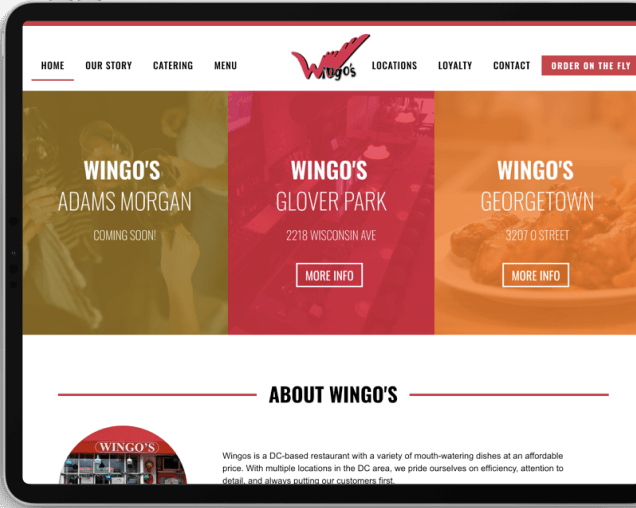 HOME
OUR STORY
CATERING
MENU
Wingo's
LOCATIONS
LOYALTY
CONTACT
ORDER ON THE FLY
WINGO'S
ADAMS MORGAN
COMING SOON!
WINGO'S
GLOVER PARK
2218 WISCONSIN AVE
MORE INFO
WINGO'S
GEORGETOWN
3207 O STREET
MORE INFO
ABOUT WINGO'S
WINGO'S
Wingos is a DC-based restaurant with a variety of mouth-watering dishes at an affordable
price. With multiple locations in the DC area, we pride ourselves on efficiency, attention to
detail, and always putting our customers first.